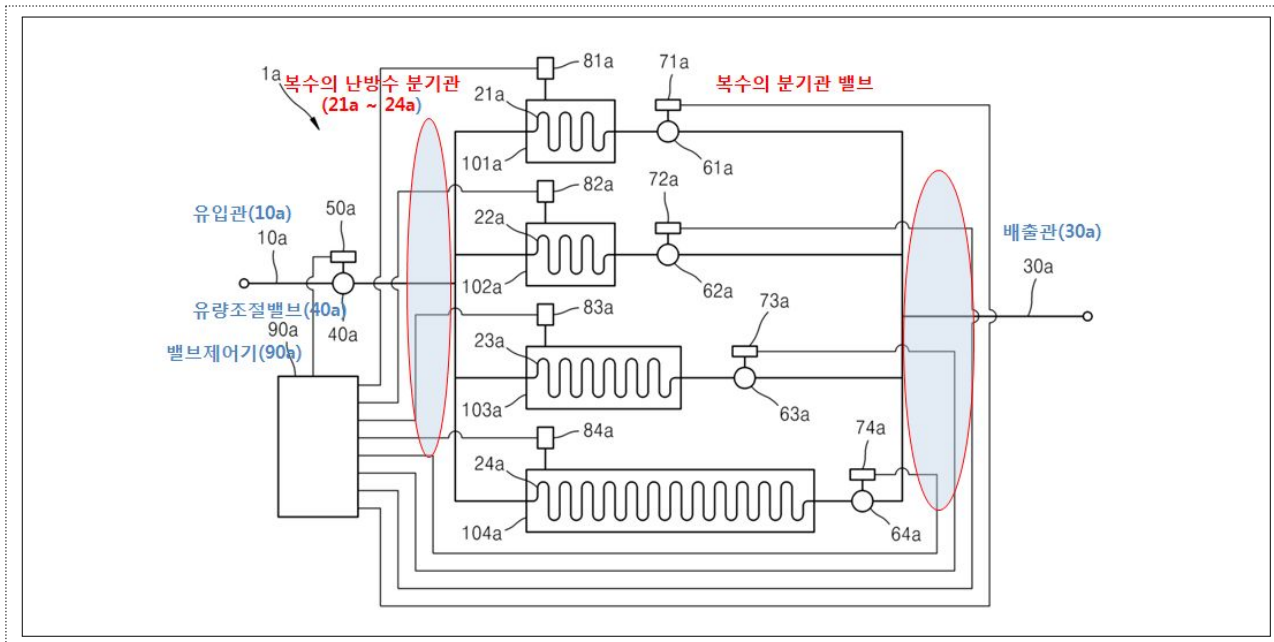 1a
복수의 난방수 분기관
(21a ~ 24a)
81a
71a
복수의 분기관 밸브
21a
101a
61a
82a
72a
유입관(10a)
50a
22a
배출관(30a)
10a
102a
62a
30a
유량조절밸브(40a)
40a
83a
73a
90a
밸브제어기(90a)
23a
103a
63a
84a
74a
24a
104a
64a